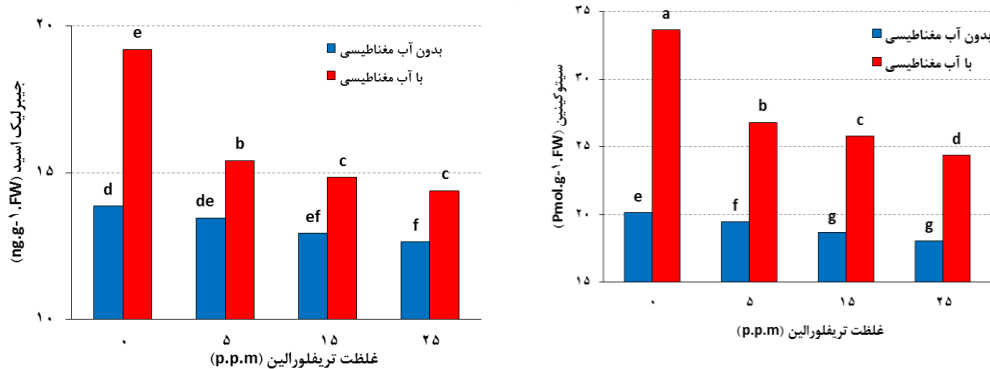 ۲۰
۱۵
۱۰
جیبرلیک اسید (ng.g-۱.FW)
بدون آب مغناطیسی
با آب مغناطیسی
e
b
c
c
d
de
ef
f
۰ ۵ ۱۵ ۲۵
غلظت تریفلورالین (p.p.m)
۳۵
۳۰
۲۵
۲۰
۱۵
سیتوکینین (Pmol.g-۱.FW)
بدون آب مغناطیسی
با آب مغناطیسی
a
b
c
d
e
f
g
g
۰ ۵ ۱۵ ۲۵
غلظت تریفلورالین (p.p.m)